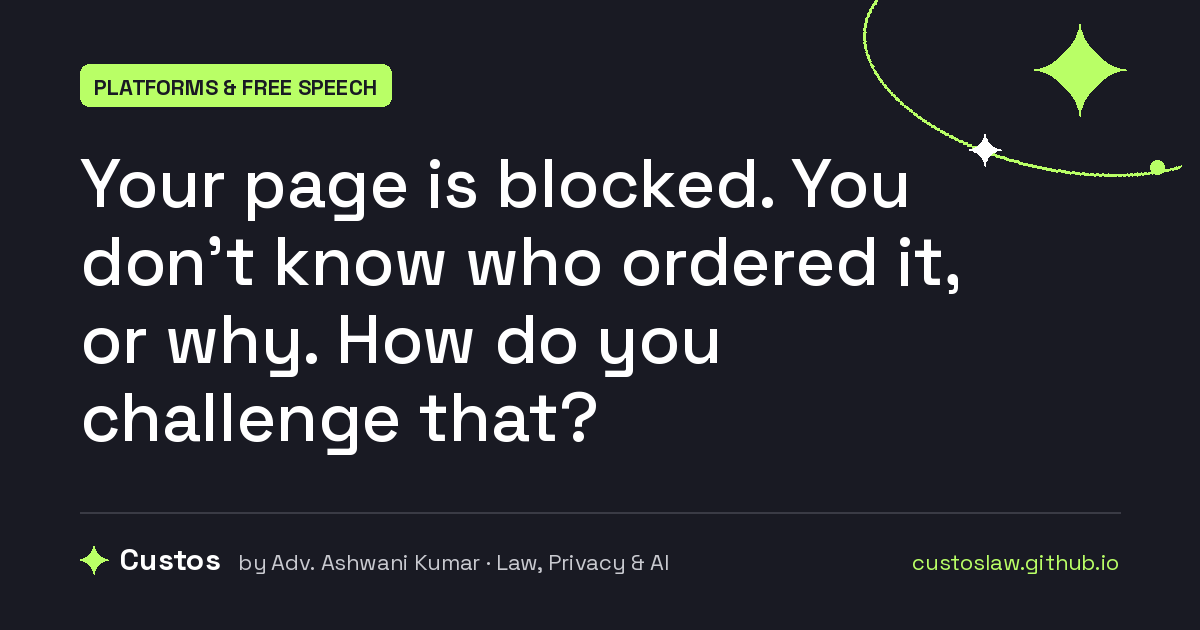 PLATFORMS & FREE SPEECH
Your page is blocked. You
don’t know who ordered it,
or why. How do you
challenge that?
Custos by Adv. Ashwani Kumar · Law, Privacy & AI custoslaw.github.io